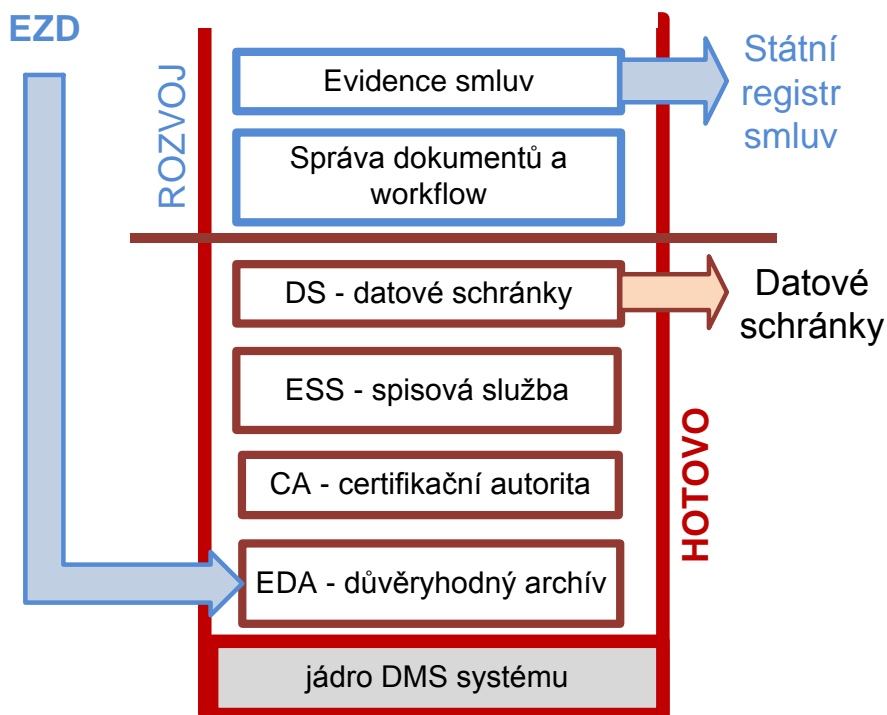 EZD
ROZVOJ
Evidence smluv
Státní
registr
smluv
Správa dokumentů a
workflow
DS - datové schránky
Datové
schránky
ESS - spisová služba
HOTOVO
CA - certifikační autorita
EDA - důvěryhodný archív
jádro DMS systému